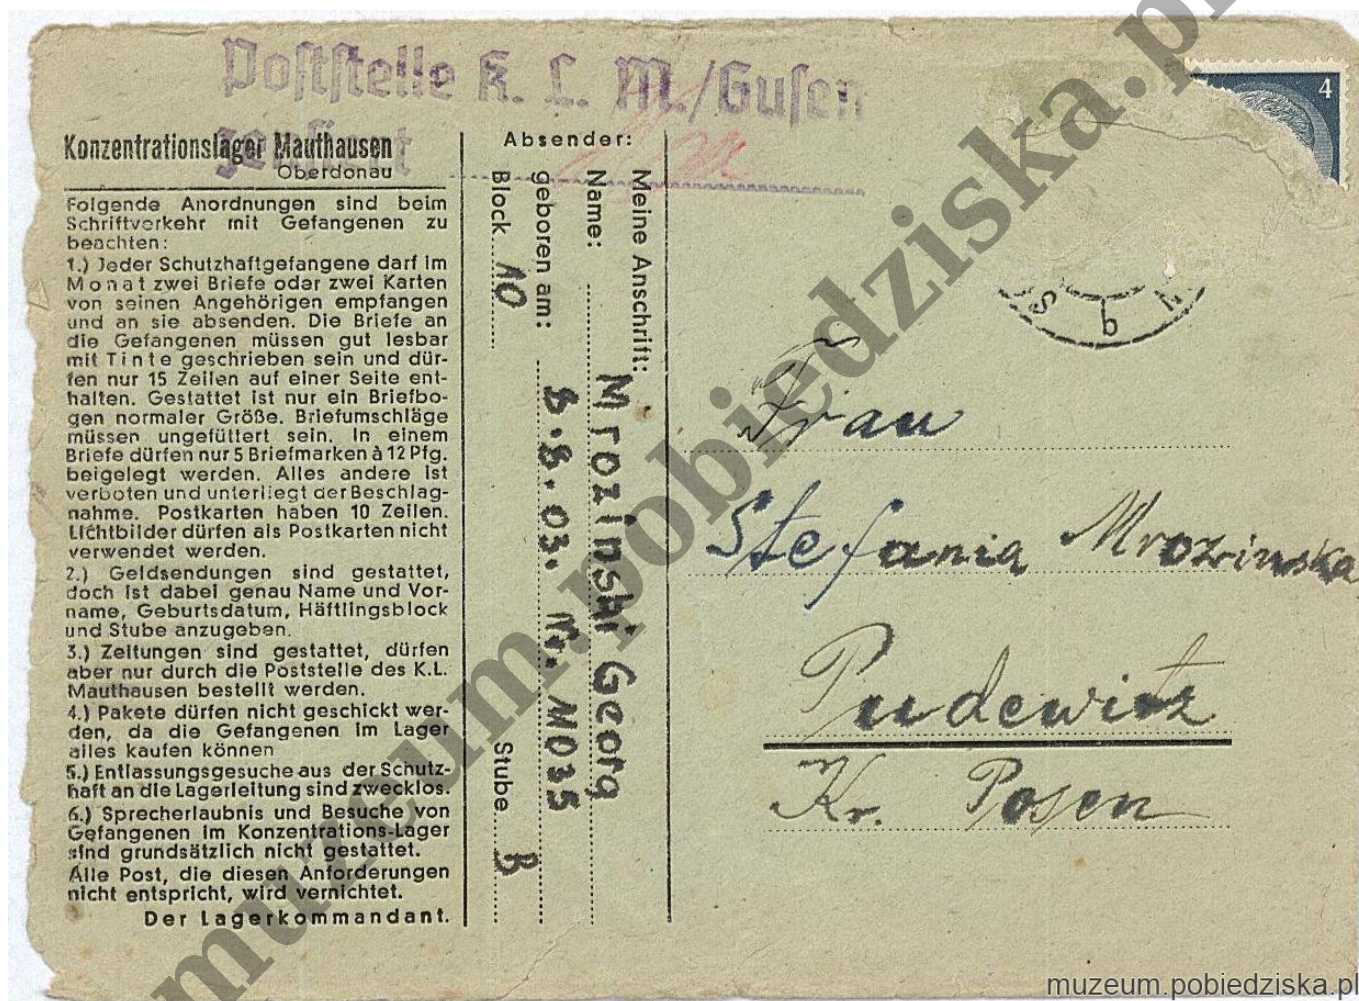 Poststelle K. L. M./Gusen
zensiert
4
Konzentrationslager Mauthausen
Oberdonau
Folgende Anordnungen sind beim
Schriftverkehr mit Gefangenen zu
beachten:
1.) Jeder Schutzhaftgefangene darf im
Monat zwei Briefe oder zwei Karten
von seinen Angehörigen empfangen
und an sie absenden. Die Briefe an
die Gefangenen müssen gut lesbar
mit Tinte geschrieben sein und dür-
fen nur 15 Zeilen auf einer Seite ent-
halten. Gestattet ist nur ein Briefbo-
gen normaler Größe. Briefumschläge
müssen ungefüttert sein. In einem
Briefe dürfen nur 5 Briefmarken à 12 Pfg.
beigelegt werden. Alles andere ist
verboten und unterliegt der Beschlag-
nahme. Postkarten haben 10 Zeilen.
Lichtbilder dürfen als Postkarten nicht
verwendet werden.
2.) Geldsendungen sind gestattet,
doch ist dabei genau Name und Vor-
name, Geburtsdatum, Häftlingsblock
und Stube anzugeben.
3.) Zeitungen sind gestattet, dürfen
aber nur durch die Poststelle des K.L.
Mauthausen bestellt werden.
4.) Pakete dürfen nicht geschickt wer-
den, da die Gefangenen im Lager
alles kaufen können
5.) Entlassungsgesuche aus der Schutz-
haft an die Lagerleitung sind zwecklos.
6.) Sprecherlaubnis und Besuche von
Gefangenen im Konzentrations-Lager
sind grundsätzlich nicht gestattet.
Alle Post, die diesen Anforderungen
nicht entspricht, wird vernichtet.
Der Lagerkommandant.
Absender:
Meine Anschrift:
Name: Mrozinski Georg
geboren am: 8.8.03. Nr. 11035
Block 10 Stube B
Frau
Stefania Mrozinska
Pudewitz
Kr. Posen
muzeum.pobiedziska.pl
muzeum.pobiedziska.pl